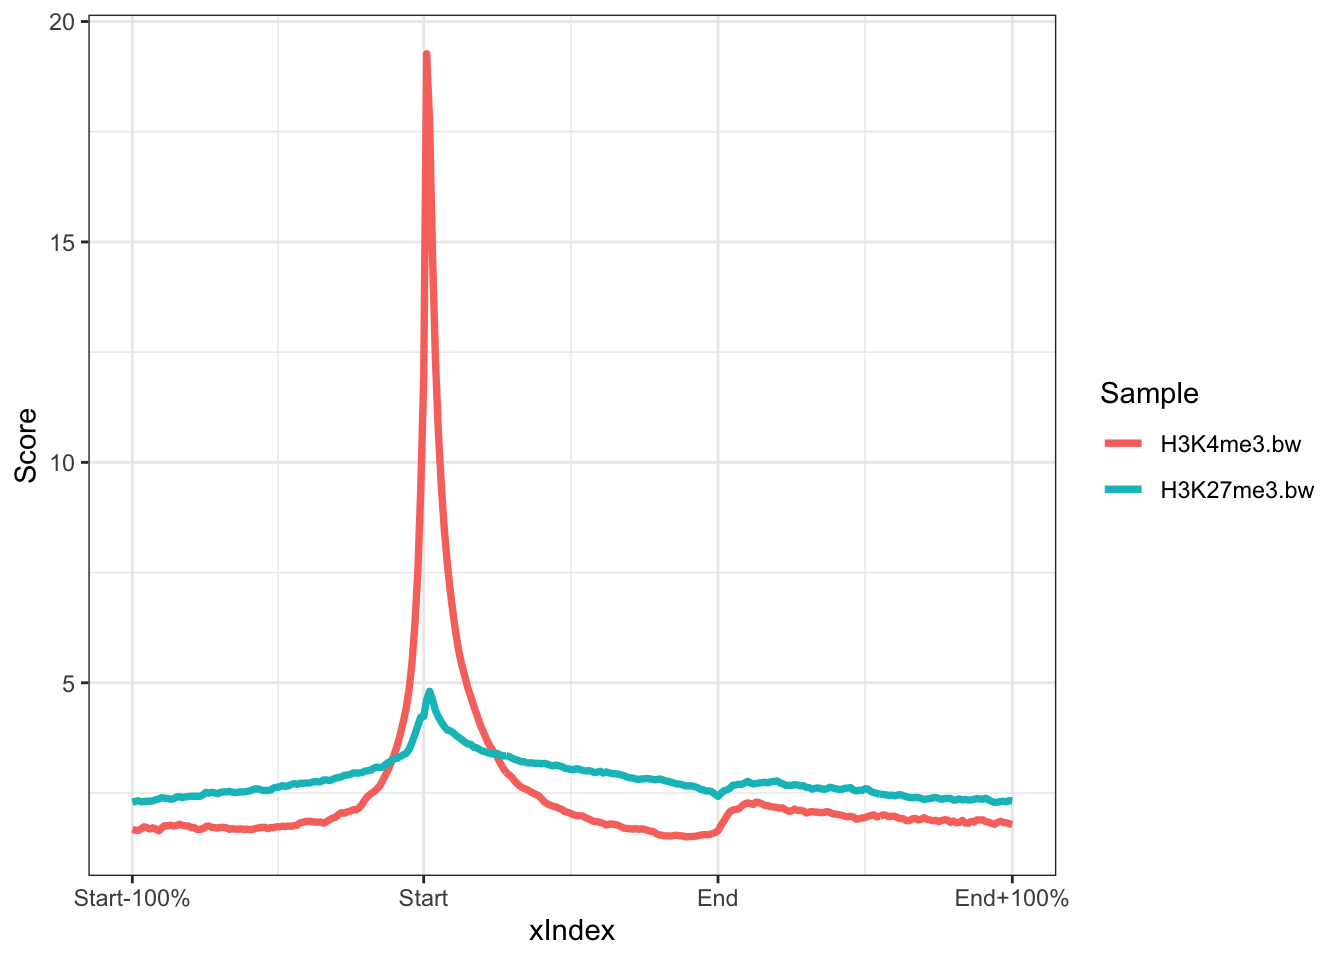 20
15
10
5
Score
Start-100%
Start
End
End+100%
xIndex
Sample
H3K4me3.bw
H3K27me3.bw